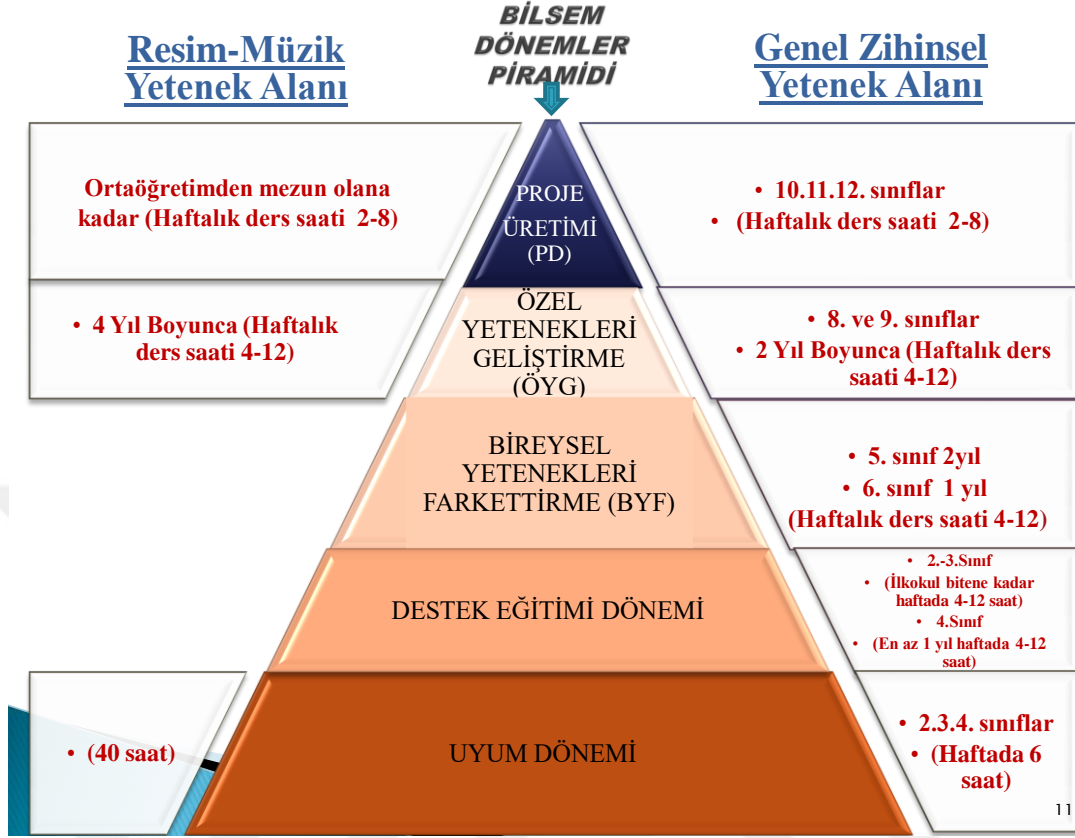 BİLSEM
DÖNEMLER
PİRAMİDİ
Resim-Müzik
Yetenek Alanı
Genel Zihinsel
Yetenek Alanı
Ortaöğretimden mezun olana
kadar (Haftalık ders saati 2-8)
PROJE
ÜRETİMİ
(PD)
• 10.11.12. sınıflar
• (Haftalık ders saati 2-8)
• 4 Yıl Boyunca (Haftalık
ders saati 4-12)
ÖZEL
YETENEKLERİ
GELİŞTİRME
(ÖYG)
• 8. ve 9. sınıflar
• 2 Yıl Boyunca (Haftalık ders
saati 4-12)
BİREYSEL
YETENEKLERİ
FARKETTİRME (BYF)
• 5. sınıf 2yıl
• 6. sınıf 1 yıl
(Haftalık ders saati 4-12)
DESTEK EĞİTİMİ DÖNEMİ
• 2.-3.Sınıf
• (İlkokul bitene kadar
haftada 4-12 saat)
• 4.Sınıf
• (En az 1 yıl haftada 4-12
saat)
• (40 saat)
UYUM DÖNEMİ
• 2.3.4. sınıflar
• (Haftada 6
saat)
11